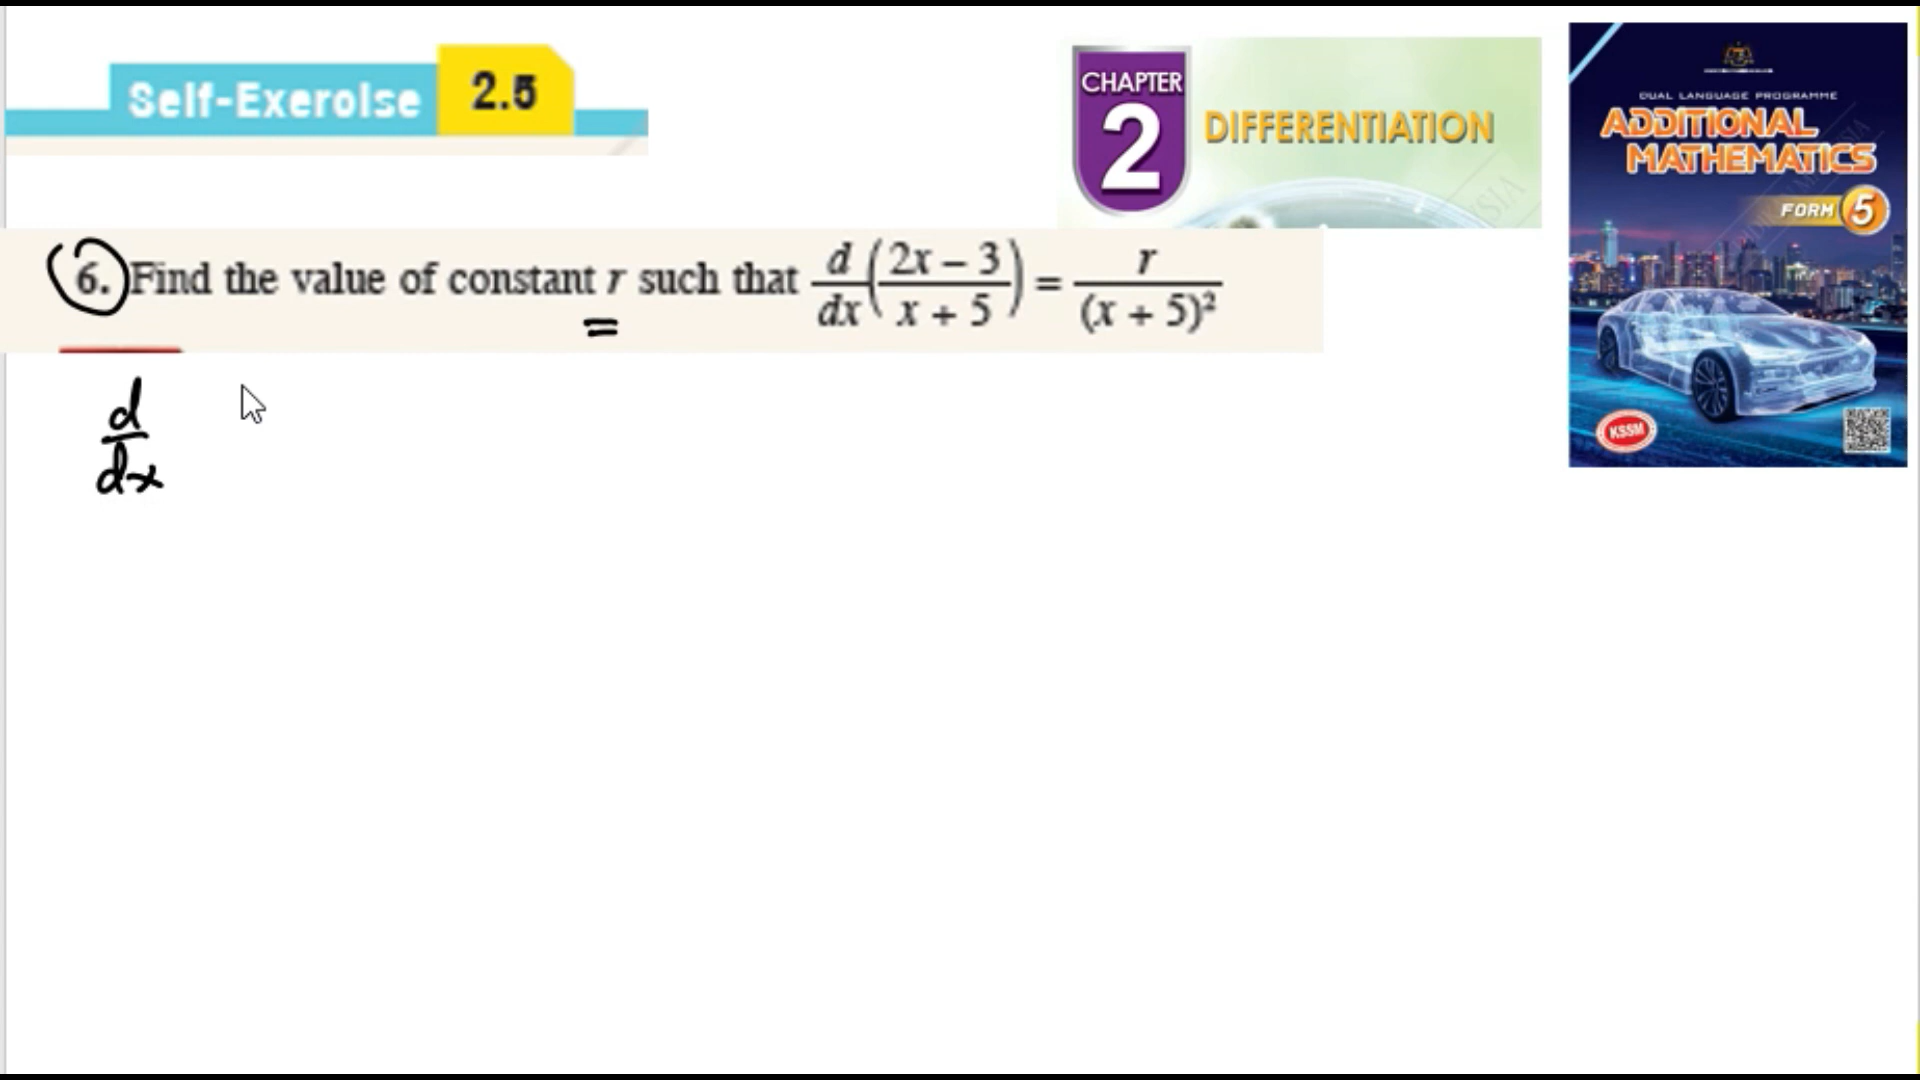 Self-Exercise 2.5
CHAPTER
2
DIFFERENTIATION
DUAL LANGUAGE PROGRAMME
ADDITIONAL
MATHEMATICS
FORM 5
KSSM
6. Find the value of constant r such that d/dx((2x − 3)/(x + 5)) = r/(x + 5)²
=
d
dx